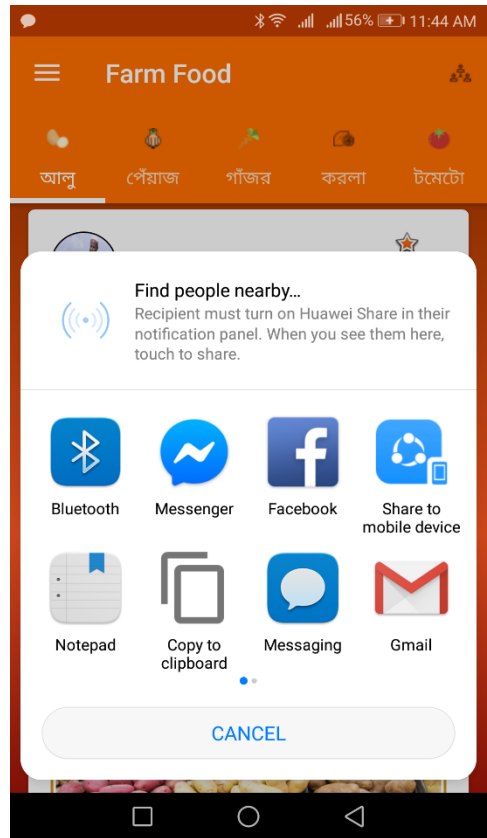 56% 11:44 AM
Farm Food
আলু পেঁয়াজ গাঁজর করলা টমেটো
Find people nearby...
Recipient must turn on Huawei Share in their
notification panel. When you see them here,
touch to share.
Bluetooth Messenger Facebook Share to
mobile device
Notepad Copy to
clipboard Messaging Gmail
CANCEL